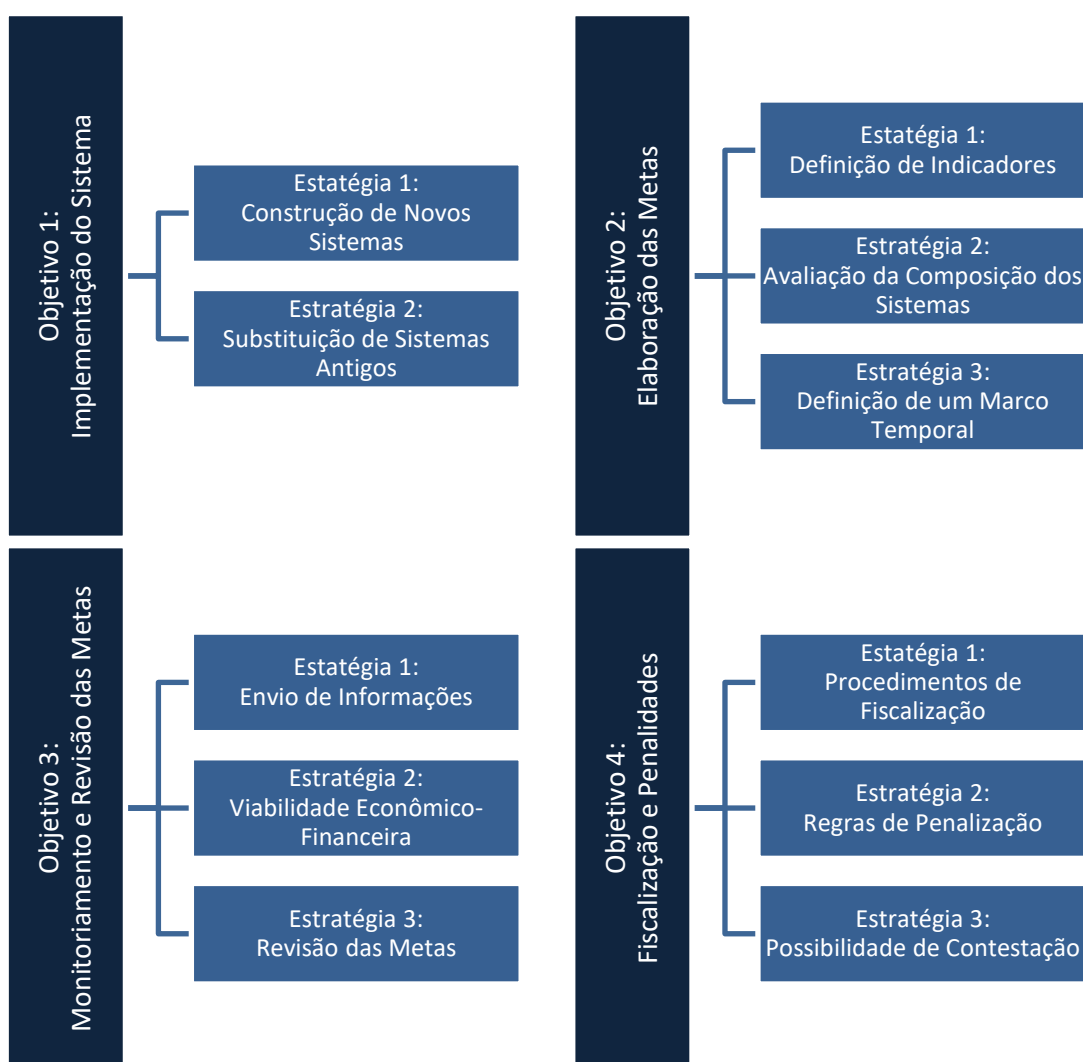 Objetivo 1:
Implementação do Sistema
Estatégia 1:
Construção de Novos
Sistemas
Estratégia 2:
Substituição de Sistemas
Antigos
Objetivo 2:
Elaboração das Metas
Estatégia 1:
Definição de Indicadores
Estratégia 2:
Avaliação da Composição dos
Sistemas
Estratégia 3:
Definição de um Marco
Temporal
Objetivo 3:
Monitoriamento e Revisão das Metas
Estatégia 1:
Envio de Informações
Estratégia 2:
Viabilidade Econômico-
Financeira
Estratégia 3:
Revisão das Metas
Objetivo 4:
Fiscalização e Penalidades
Estatégia 1:
Procedimentos de
Fiscalização
Estratégia 2:
Regras de Penalização
Estratégia 3:
Possibilidade de Contestação